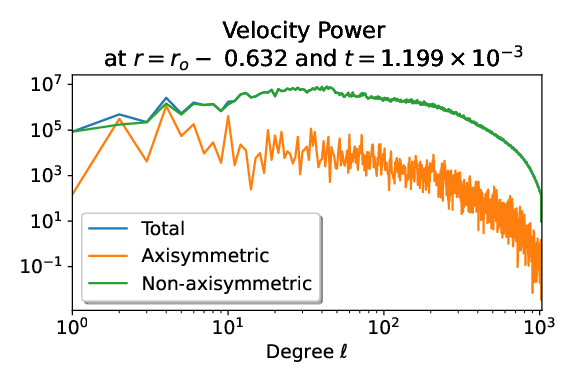 Velocity Power
at r = r_o − 0.632 and t = 1.199 × 10^−3
10^7
10^5
10^3
10^1
10^−1
Total
Axisymmetric
Non-axisymmetric
10^0 10^1 10^2 10^3
Degree ℓ